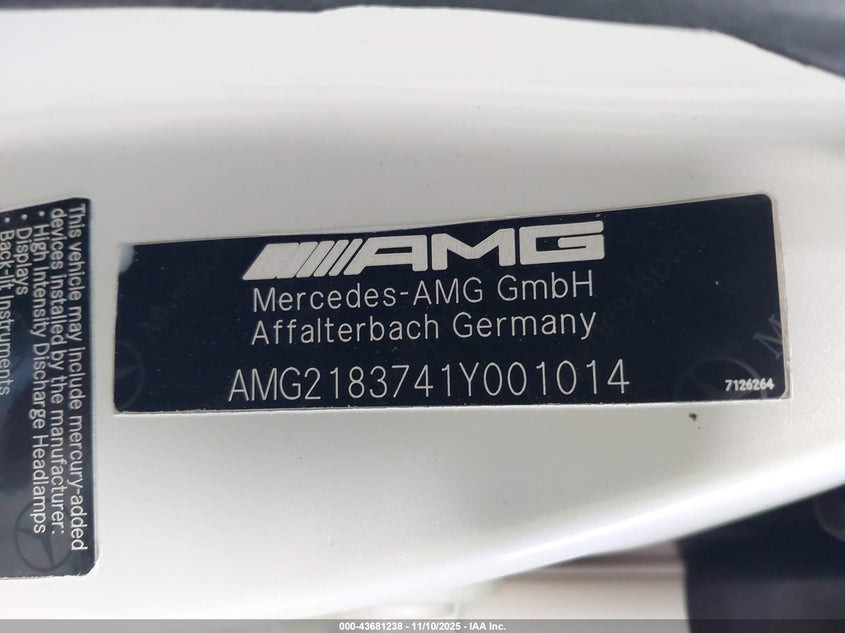 AMG
Mercedes-AMG GmbH
Affalterbach Germany
AMG2183741Y001014
7126264
This vehicle may include mercury-added
devices installed by the manufacturer:
· High Intensity Discharge Headlamps
· Displays
· Back-lit Instruments
000-43681238 - 11/10/2025 - IAA Inc.